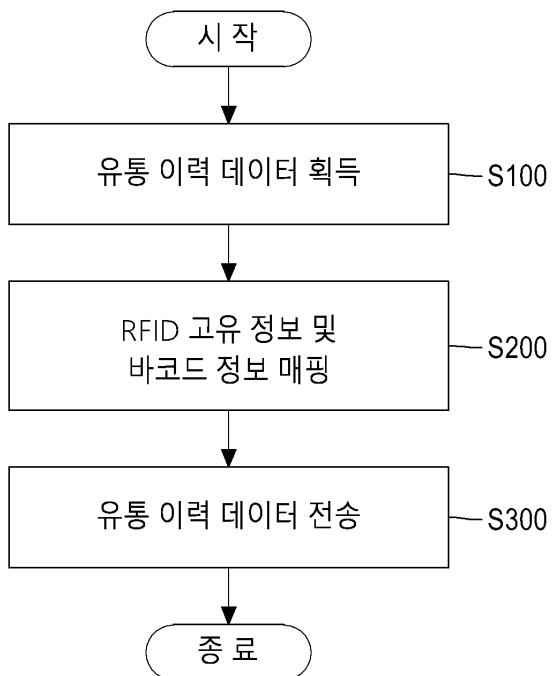 시 작
유통 이력 데이터 획득
S100
RFID 고유 정보 및
바코드 정보 매핑
S200
유통 이력 데이터 전송
S300
종 료